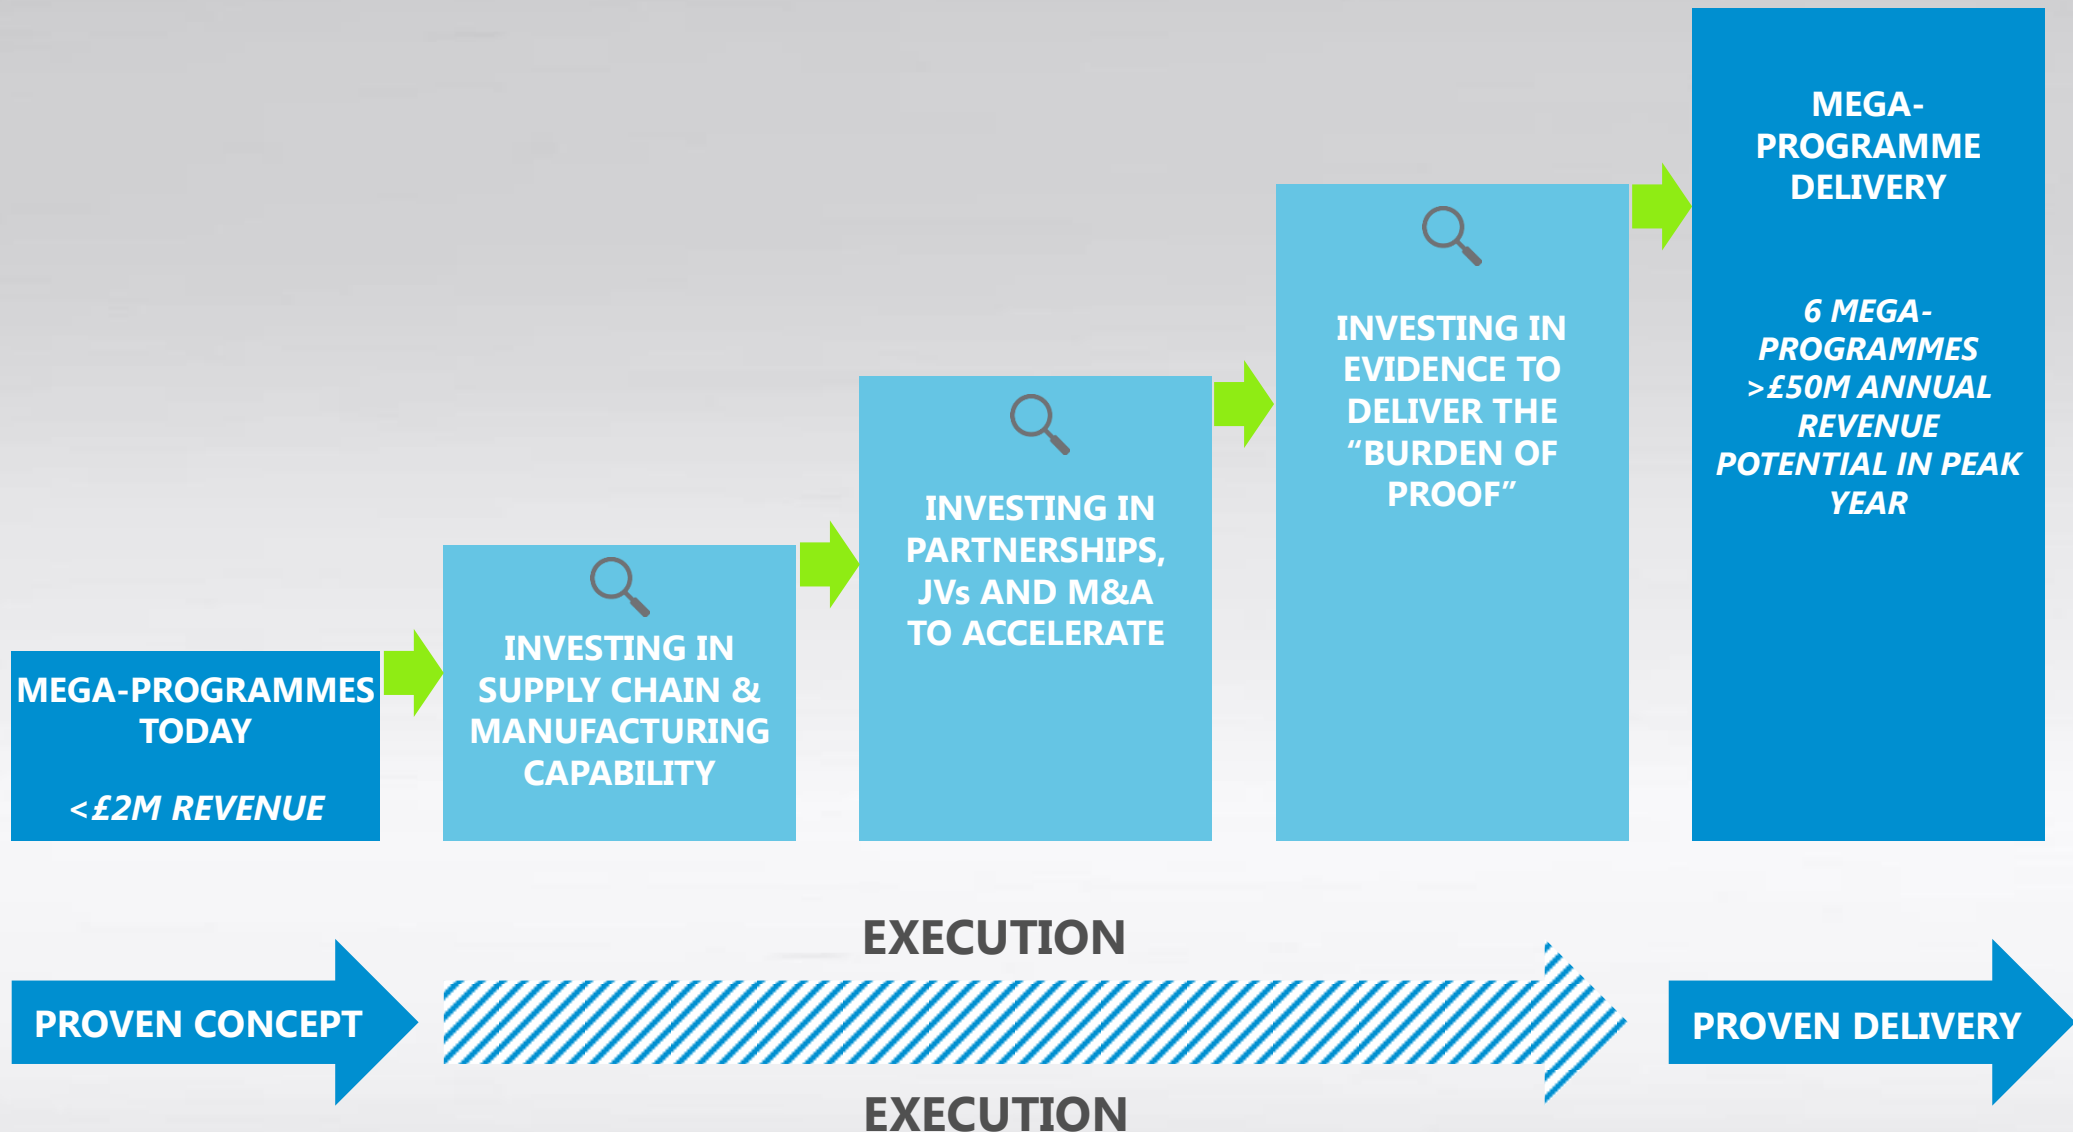 MEGA-PROGRAMMES
TODAY
<£2M REVENUE
INVESTING IN
SUPPLY CHAIN &
MANUFACTURING
CAPABILITY
INVESTING IN
PARTNERSHIPS,
JVs AND M&A
TO ACCELERATE
INVESTING IN
EVIDENCE TO
DELIVER THE
“BURDEN OF
PROOF”
MEGA-
PROGRAMME
DELIVERY
6 MEGA-
PROGRAMMES
>£50M ANNUAL
REVENUE
POTENTIAL IN PEAK
YEAR
EXECUTION
PROVEN CONCEPT
PROVEN DELIVERY
EXECUTION